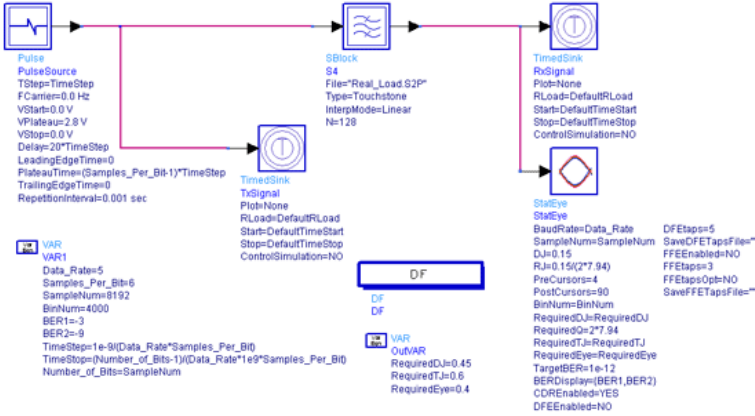 Pulse
PulseSource
TStep=TimeStep
FCarrier=0.0 Hz
VStart=0.0 V
VPlateau=2.8 V
VStop=0.0 V
Delay=20*TimeStep
LeadingEdgeTime=0
PlateauTime=(Samples_Per_Bit-1)*TimeStep
TrailingEdgeTime=0
RepetitionInterval=0.001 sec
SBlock
S4
File="Real_Load.S2P"
Type=Touchstone
InterpMode=Linear
N=128
TimedSink
RxSignal
Plot=None
RLoad=DefaultRLoad
Start=DefaultTimeStart
Stop=DefaultTimeStop
ControlSimulation=NO
TimedSink
TxSignal
Plot=None
RLoad=DefaultRLoad
Start=DefaultTimeStart
Stop=DefaultTimeStop
ControlSimulation=NO
StatEye
StatEye
BaudRate=Data_Rate
SampleNum=SampleNum
DJ=0.15
RJ=0.15/(2*7.94)
PreCursors=4
PostCursors=90
BinNum=BinNum
RequiredDJ=RequiredDJ
RequiredQ=2*7.94
RequiredTJ=RequiredTJ
RequiredEye=RequiredEye
TargetBER=1e-12
BERDisplay={BER1,BER2}
CDREnabled=YES
DFEEnabled=NO
DFEtaps=5
SaveDFETapsFile=""
FFEEnabled=NO
FFEtaps=3
FFEtapsOpt=NO
SaveFFETapsFile=""
Var
Eqn
VAR
VAR1
Data_Rate=5
Samples_Per_Bit=6
SampleNum=8192
BinNum=4000
BER1=-3
BER2=-9
TimeStep=1e-9/(Data_Rate*Samples_Per_Bit)
TimeStop=(Number_of_Bits-1)/(Data_Rate*1e9*Samples_Per_Bit)
Number_of_Bits=SampleNum
DF
DF
DF
Var
Eqn
VAR
OutVAR
RequiredDJ=0.45
RequiredTJ=0.6
RequiredEye=0.4